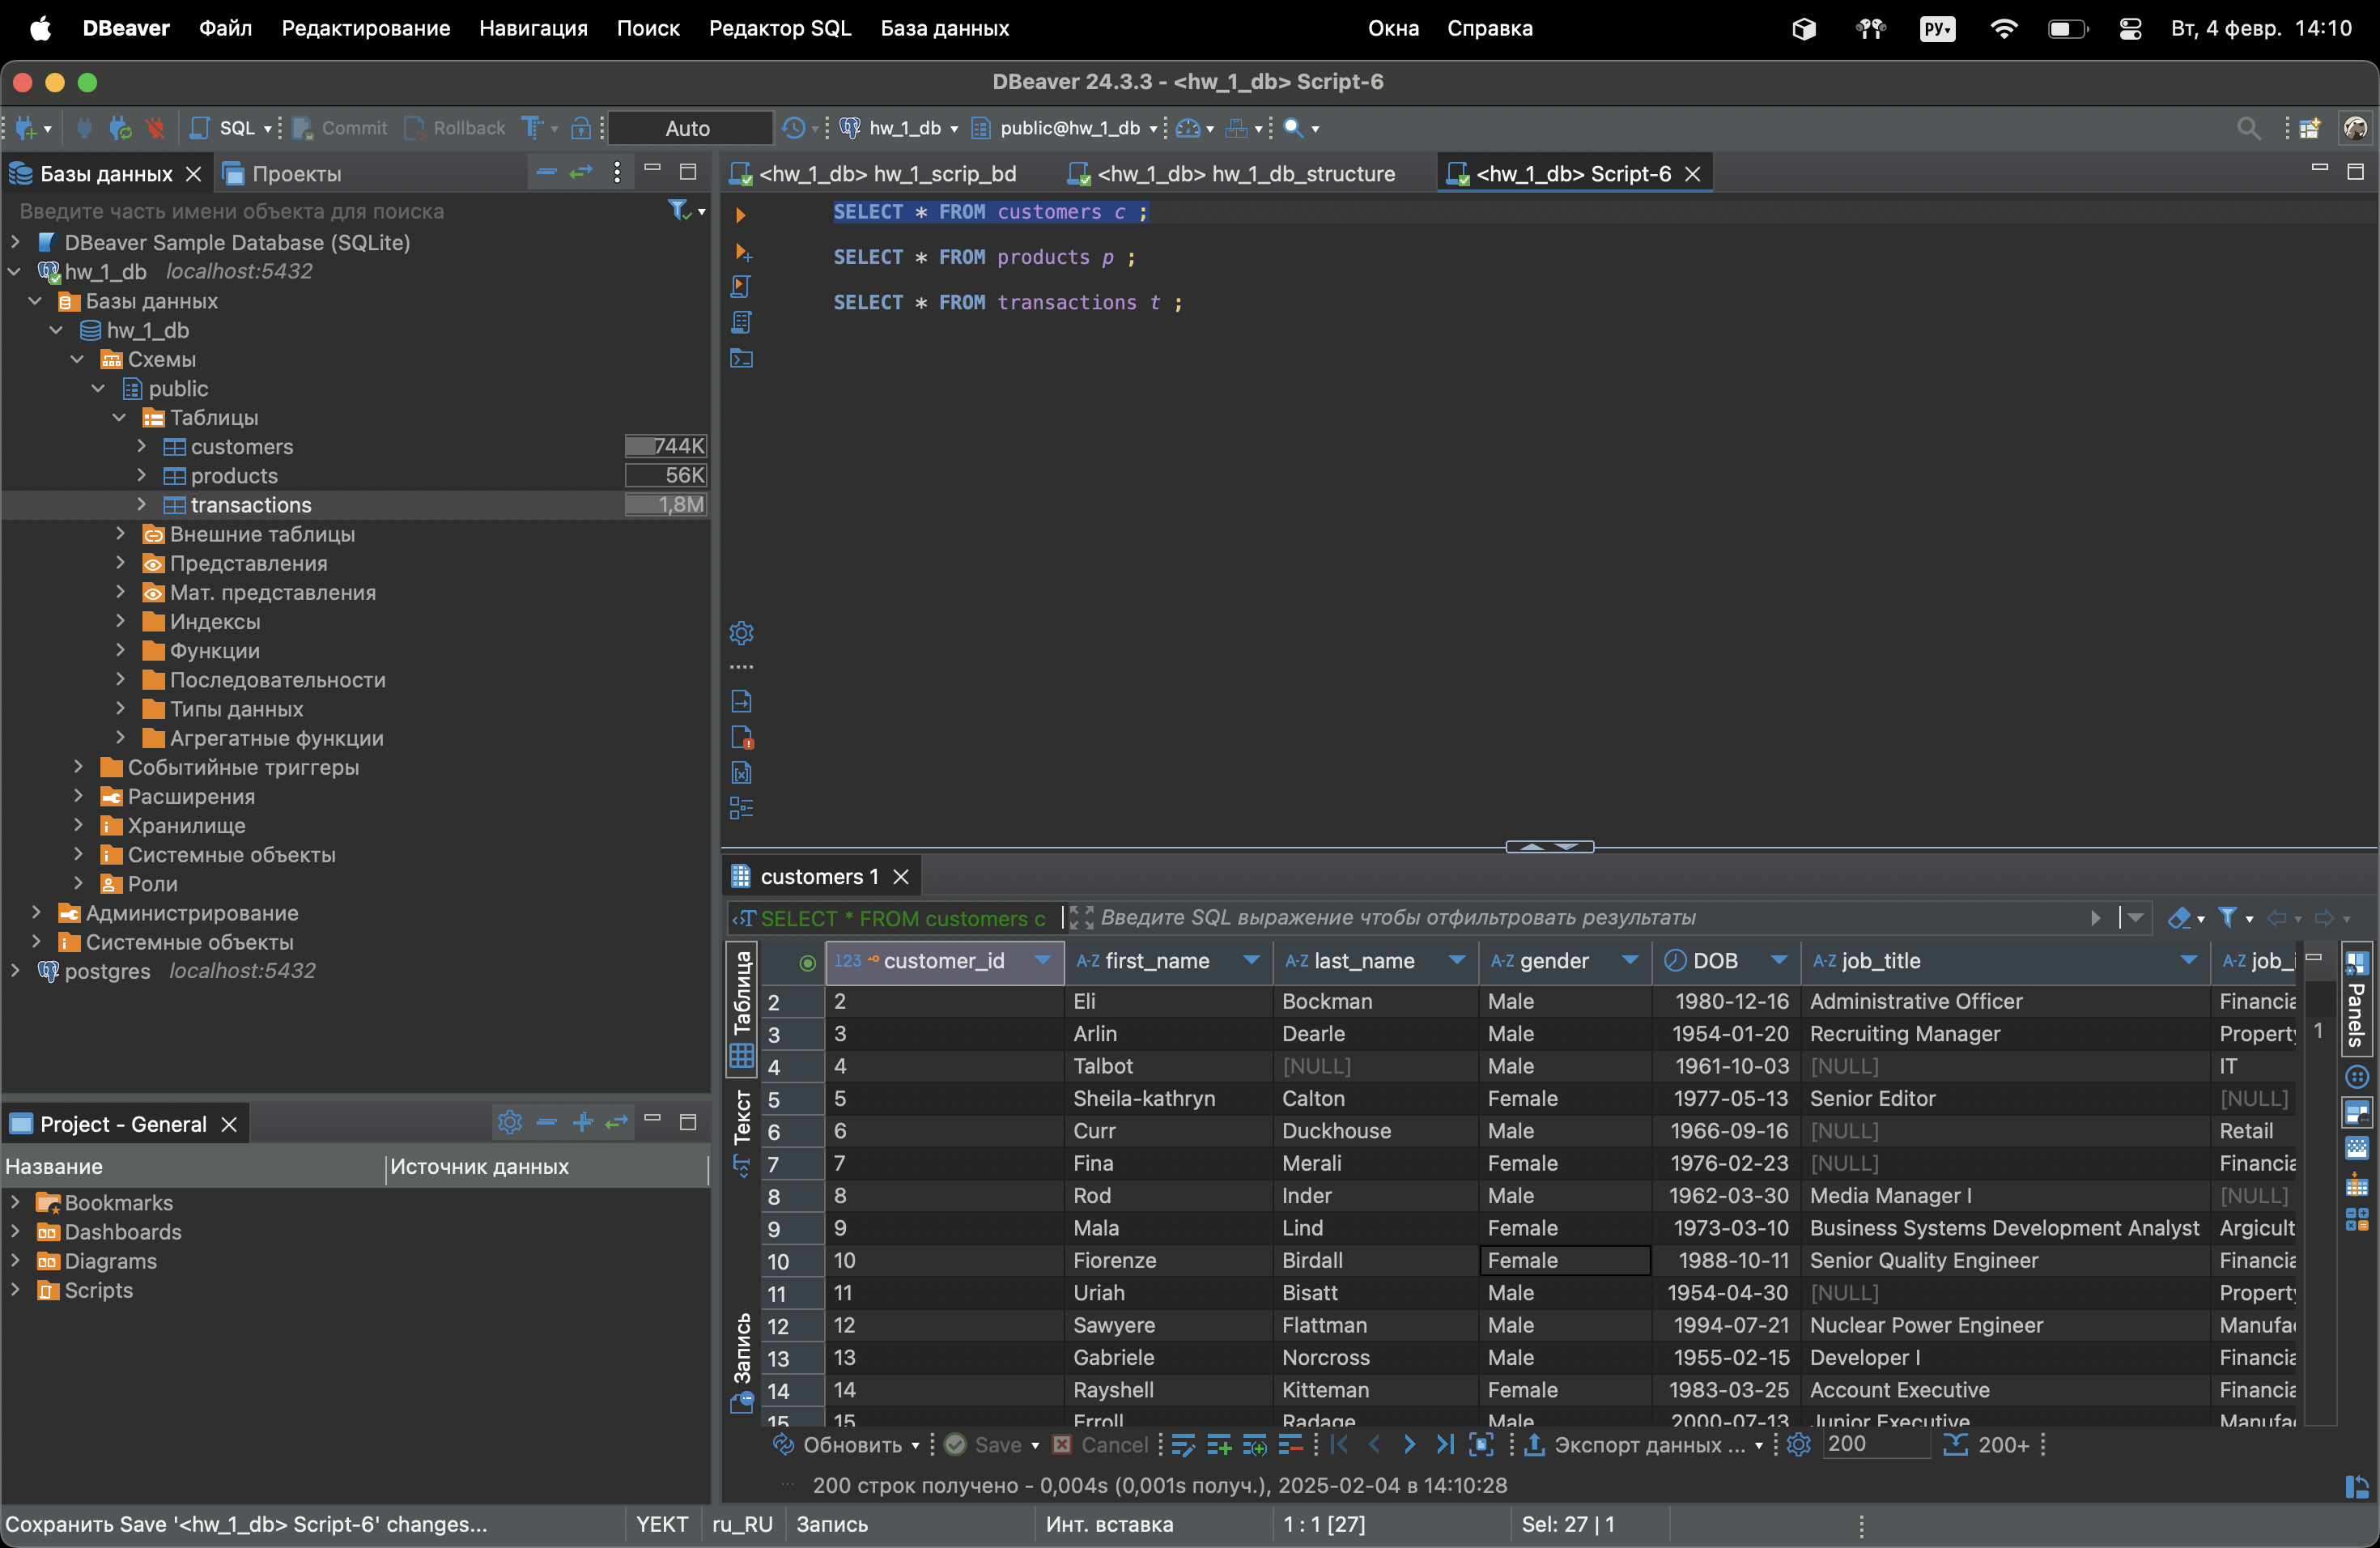 DBeaver Файл Редактирование Навигация Поиск Редактор SQL База данных Окна Справка РУ Вт, 4 февр. 14:10
DBeaver 24.3.3 - <hw_1_db> Script-6
SQL Commit Rollback Auto hw_1_db public@hw_1_db
Базы данных Проекты
<hw_1_db> hw_1_scrip_bd <hw_1_db> hw_1_db_structure <hw_1_db> Script-6
Введите часть имени объекта для поиска
DBeaver Sample Database (SQLite)
hw_1_db localhost:5432
Базы данных
hw_1_db
Схемы
public
Таблицы
customers 744K
products 56K
transactions 1,8M
Внешние таблицы
Представления
Мат. представления
Индексы
Функции
Последовательности
Типы данных
Агрегатные функции
Событийные триггеры
Расширения
Хранилище
Системные объекты
Роли
Администрирование
Системные объекты
postgres localhost:5432
SELECT * FROM customers c ;
SELECT * FROM products p ;
SELECT * FROM transactions t ;
customers 1
SELECT * FROM customers c Введите SQL выражение чтобы отфильтровать результаты
Таблица
Текст
Запись
Panels
123 customer_id A-Z first_name A-Z last_name A-Z gender DOB A-Z job_title A-Z job_i
2 2 Eli Bockman Male 1980-12-16 Administrative Officer Financia
3 3 Arlin Dearle Male 1954-01-20 Recruiting Manager Property 1
4 4 Talbot [NULL] Male 1961-10-03 [NULL] IT
5 5 Sheila-kathryn Calton Female 1977-05-13 Senior Editor [NULL]
6 6 Curr Duckhouse Male 1966-09-16 [NULL] Retail
7 7 Fina Merali Female 1976-02-23 [NULL] Financia
8 8 Rod Inder Male 1962-03-30 Media Manager I [NULL]
9 9 Mala Lind Female 1973-03-10 Business Systems Development Analyst Argicult
10 10 Fiorenze Birdall Female 1988-10-11 Senior Quality Engineer Financia
11 11 Uriah Bisatt Male 1954-04-30 [NULL] Property
12 12 Sawyere Flattman Male 1994-07-21 Nuclear Power Engineer Manufa
13 13 Gabriele Norcross Male 1955-02-15 Developer I Financia
14 14 Rayshell Kitteman Female 1983-03-25 Account Executive Financia
15 15 Erroll Radage Male 2000-07-13 Junior Executive Manufa
Обновить Save Cancel Экспорт данных ... 200 200+
200 строк получено - 0,004s (0,001s получ.), 2025-02-04 в 14:10:28
Project - General
Название Источник данных
Bookmarks
Dashboards
Diagrams
Scripts
Сохранить Save '<hw_1_db> Script-6' changes... YEKT ru_RU Запись Инт. вставка 1 : 1 [27] Sel: 27 | 1